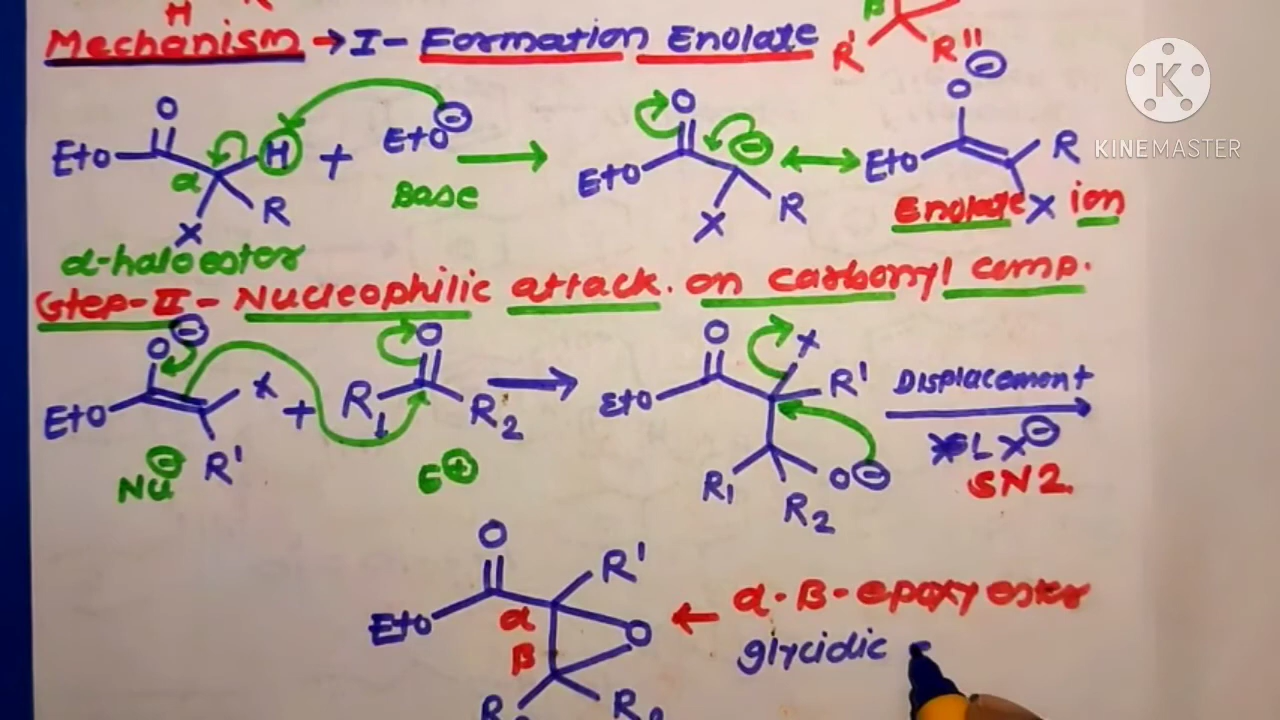 H
Mechanism → I - Formation Enolate
β
R' R''
O H EtO⊖ O ⊖ O⊖
EtO α + EtO ↔ EtO R
X R Base X R Enolate X ion
α-haloester
Step-II - Nucleophilic attack. on carbonyl comp.
O⊖ X O O X
EtO + R1 R2 EtO R' Displacement
R' R1 O⊖ X⊖
Nu⊖ E⊕ R2 SN2.
O R'
EtO α O ← α-β-epoxy ester
β glycidic
K
KINEMASTER